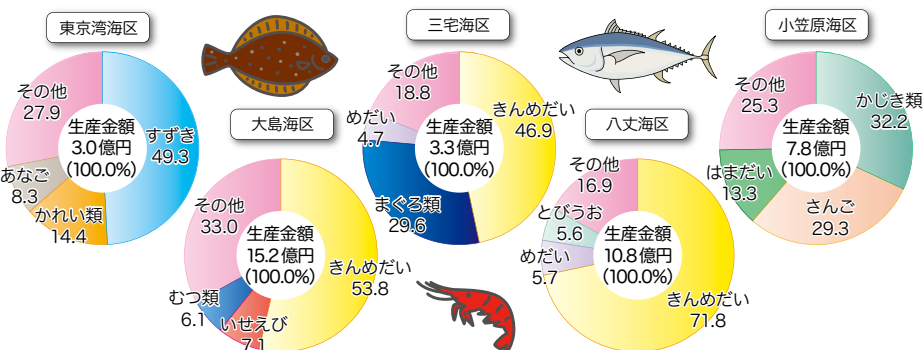 東京湾海区
その他
27.9
生産金額
3.0億円
(100.0%)
すずき
49.3
あなご
8.3
かれい類
14.4
大島海区
その他
33.0
生産金額
15.2億円
(100.0%)
きんめだい
53.8
むつ類
6.1
いせえび
7.1
三宅海区
その他
18.8
きんめだい
46.9
めだい
4.7
生産金額
3.3億円
(100.0%)
まぐろ類
29.6
八丈海区
その他
16.9
とびうお
5.6
めだい
5.7
生産金額
10.8億円
(100.0%)
きんめだい
71.8
小笠原海区
その他
25.3
かじき類
32.2
生産金額
7.8億円
(100.0%)
はまだい
13.3
さんご
29.3